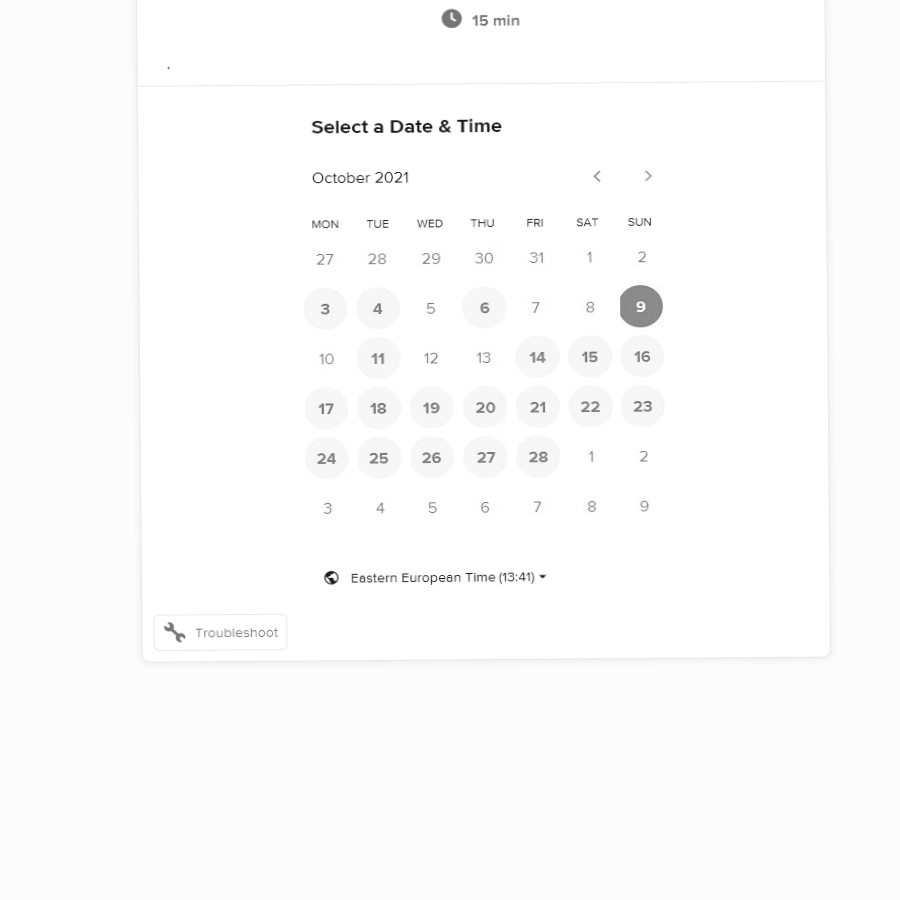 15 min
.
Select a Date & Time
October 2021
MON TUE WED THU FRI SAT SUN
27 28 29 30 31 1 2
3 4 5 6 7 8 9
10 11 12 13 14 15 16
17 18 19 20 21 22 23
24 25 26 27 28 1 2
3 4 5 6 7 8 9
Eastern European Time (13:41)
Troubleshoot